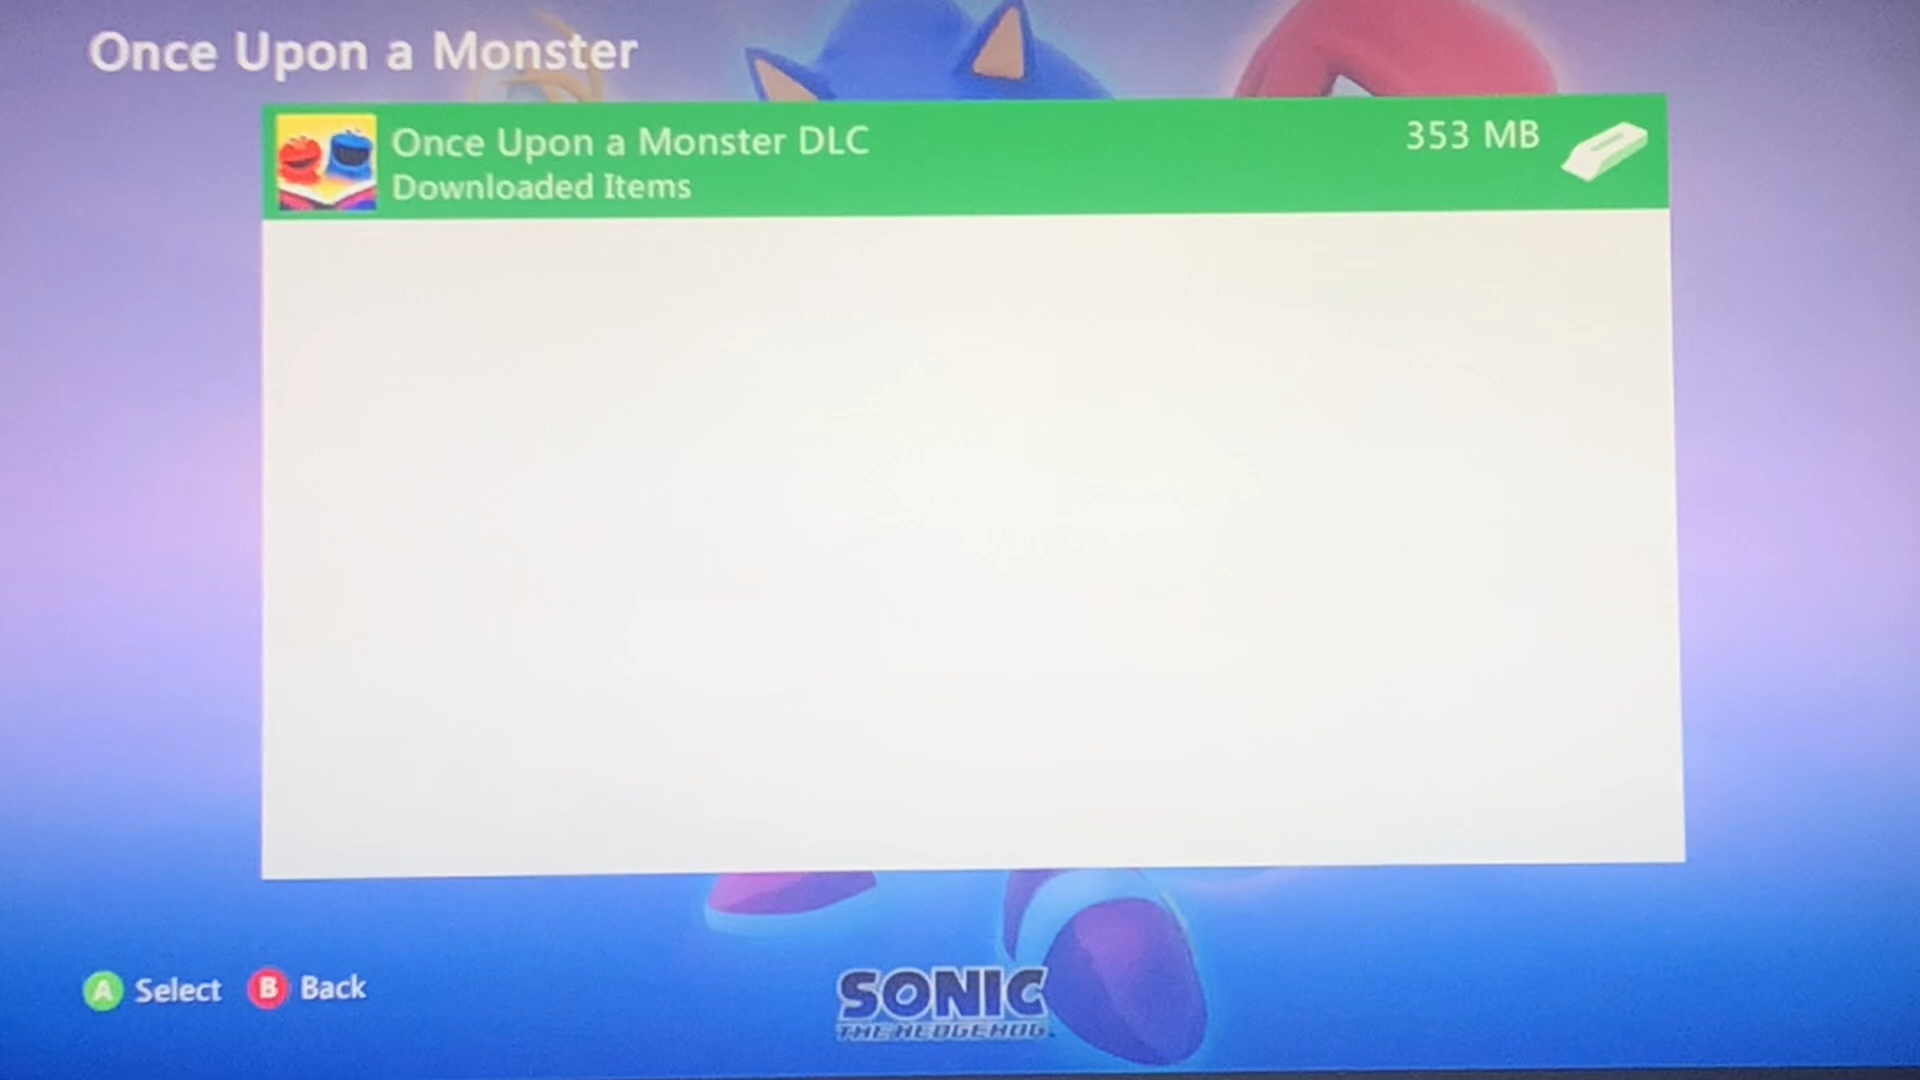 Once Upon a Monster
Once Upon a Monster DLC
353 MB
Downloaded Items
A Select B Back
SONIC
THE HEDGEHOG